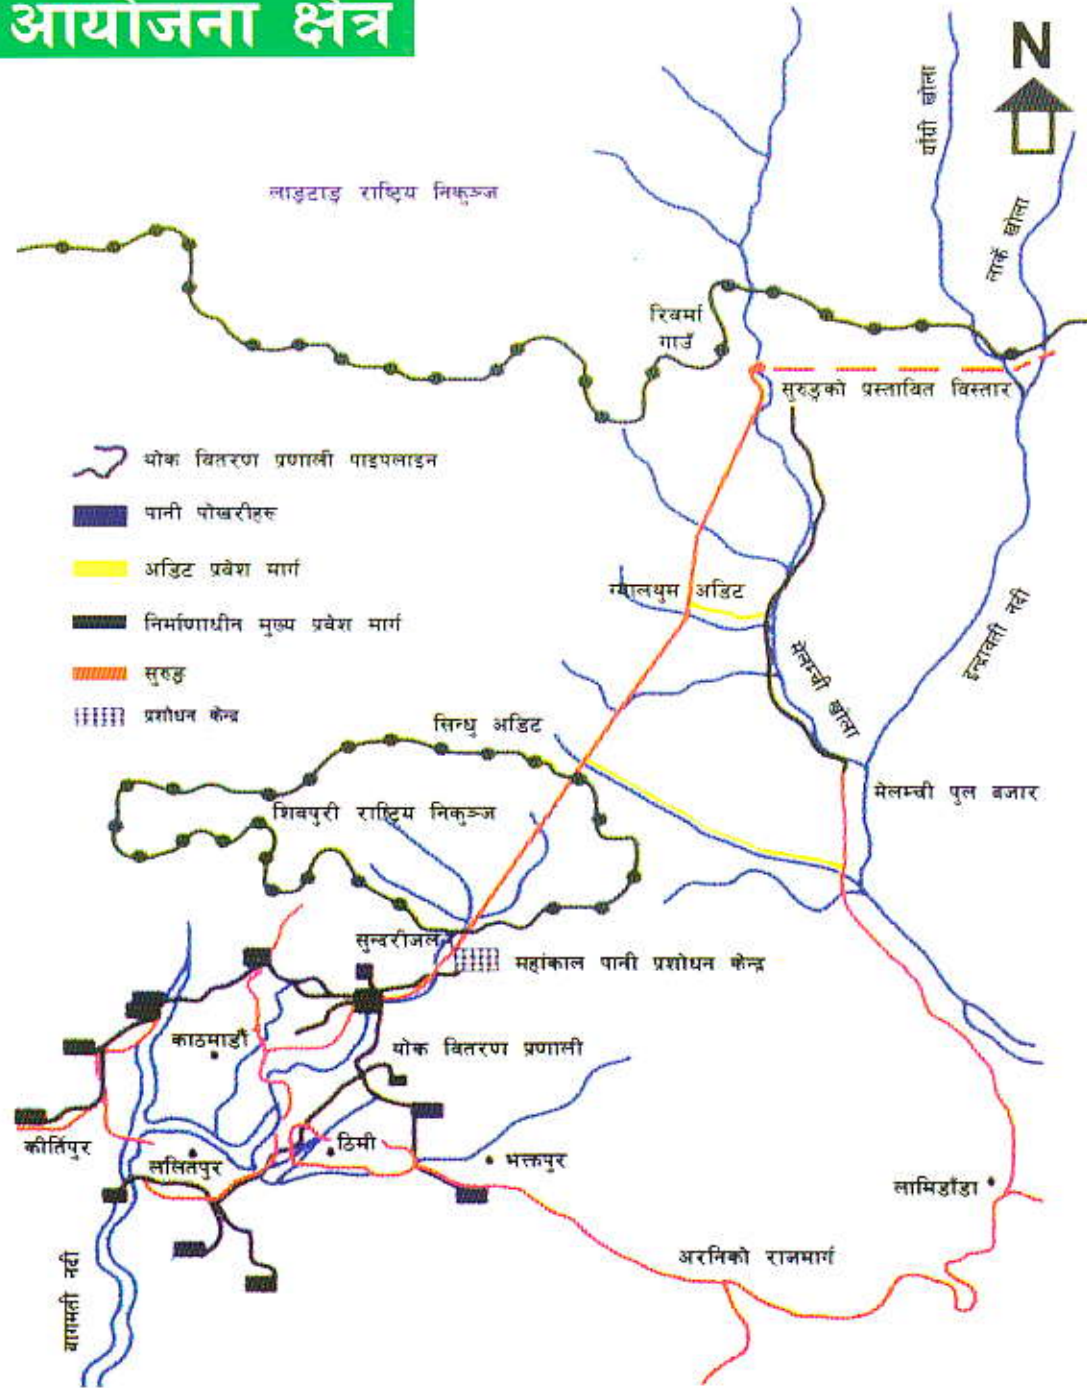 आयोजना क्षेत्र
N
याँग्री खोला
लार्के खोला
लाङटाङ राष्ट्रिय निकुञ्ज
रिबर्मा
गाउँ
सुरुङको प्रस्तावित विस्तार
थोक वितरण प्रणाली पाइपलाइन
पानी पोखरीहरु
अडिट प्रवेश मार्ग
निर्माणाधीन मुख्य प्रवेश मार्ग
सुरुङ
प्रशोधन केन्द्र
ग्यालथुम अडिट
इन्द्रावती नदी
मेलम्ची खोला
सिन्धु अडिट
मेलम्ची पुल बजार
शिवपुरी राष्ट्रिय निकुञ्ज
सुन्दरीजल
महांकाल पानी प्रशोधन केन्द्र
काठमाडौं
थोक वितरण प्रणाली
कीर्तिपुर
ललितपुर
ठिमी
भक्तपुर
लामिडाँडा
अरनिको राजमार्ग
बागमती नदी